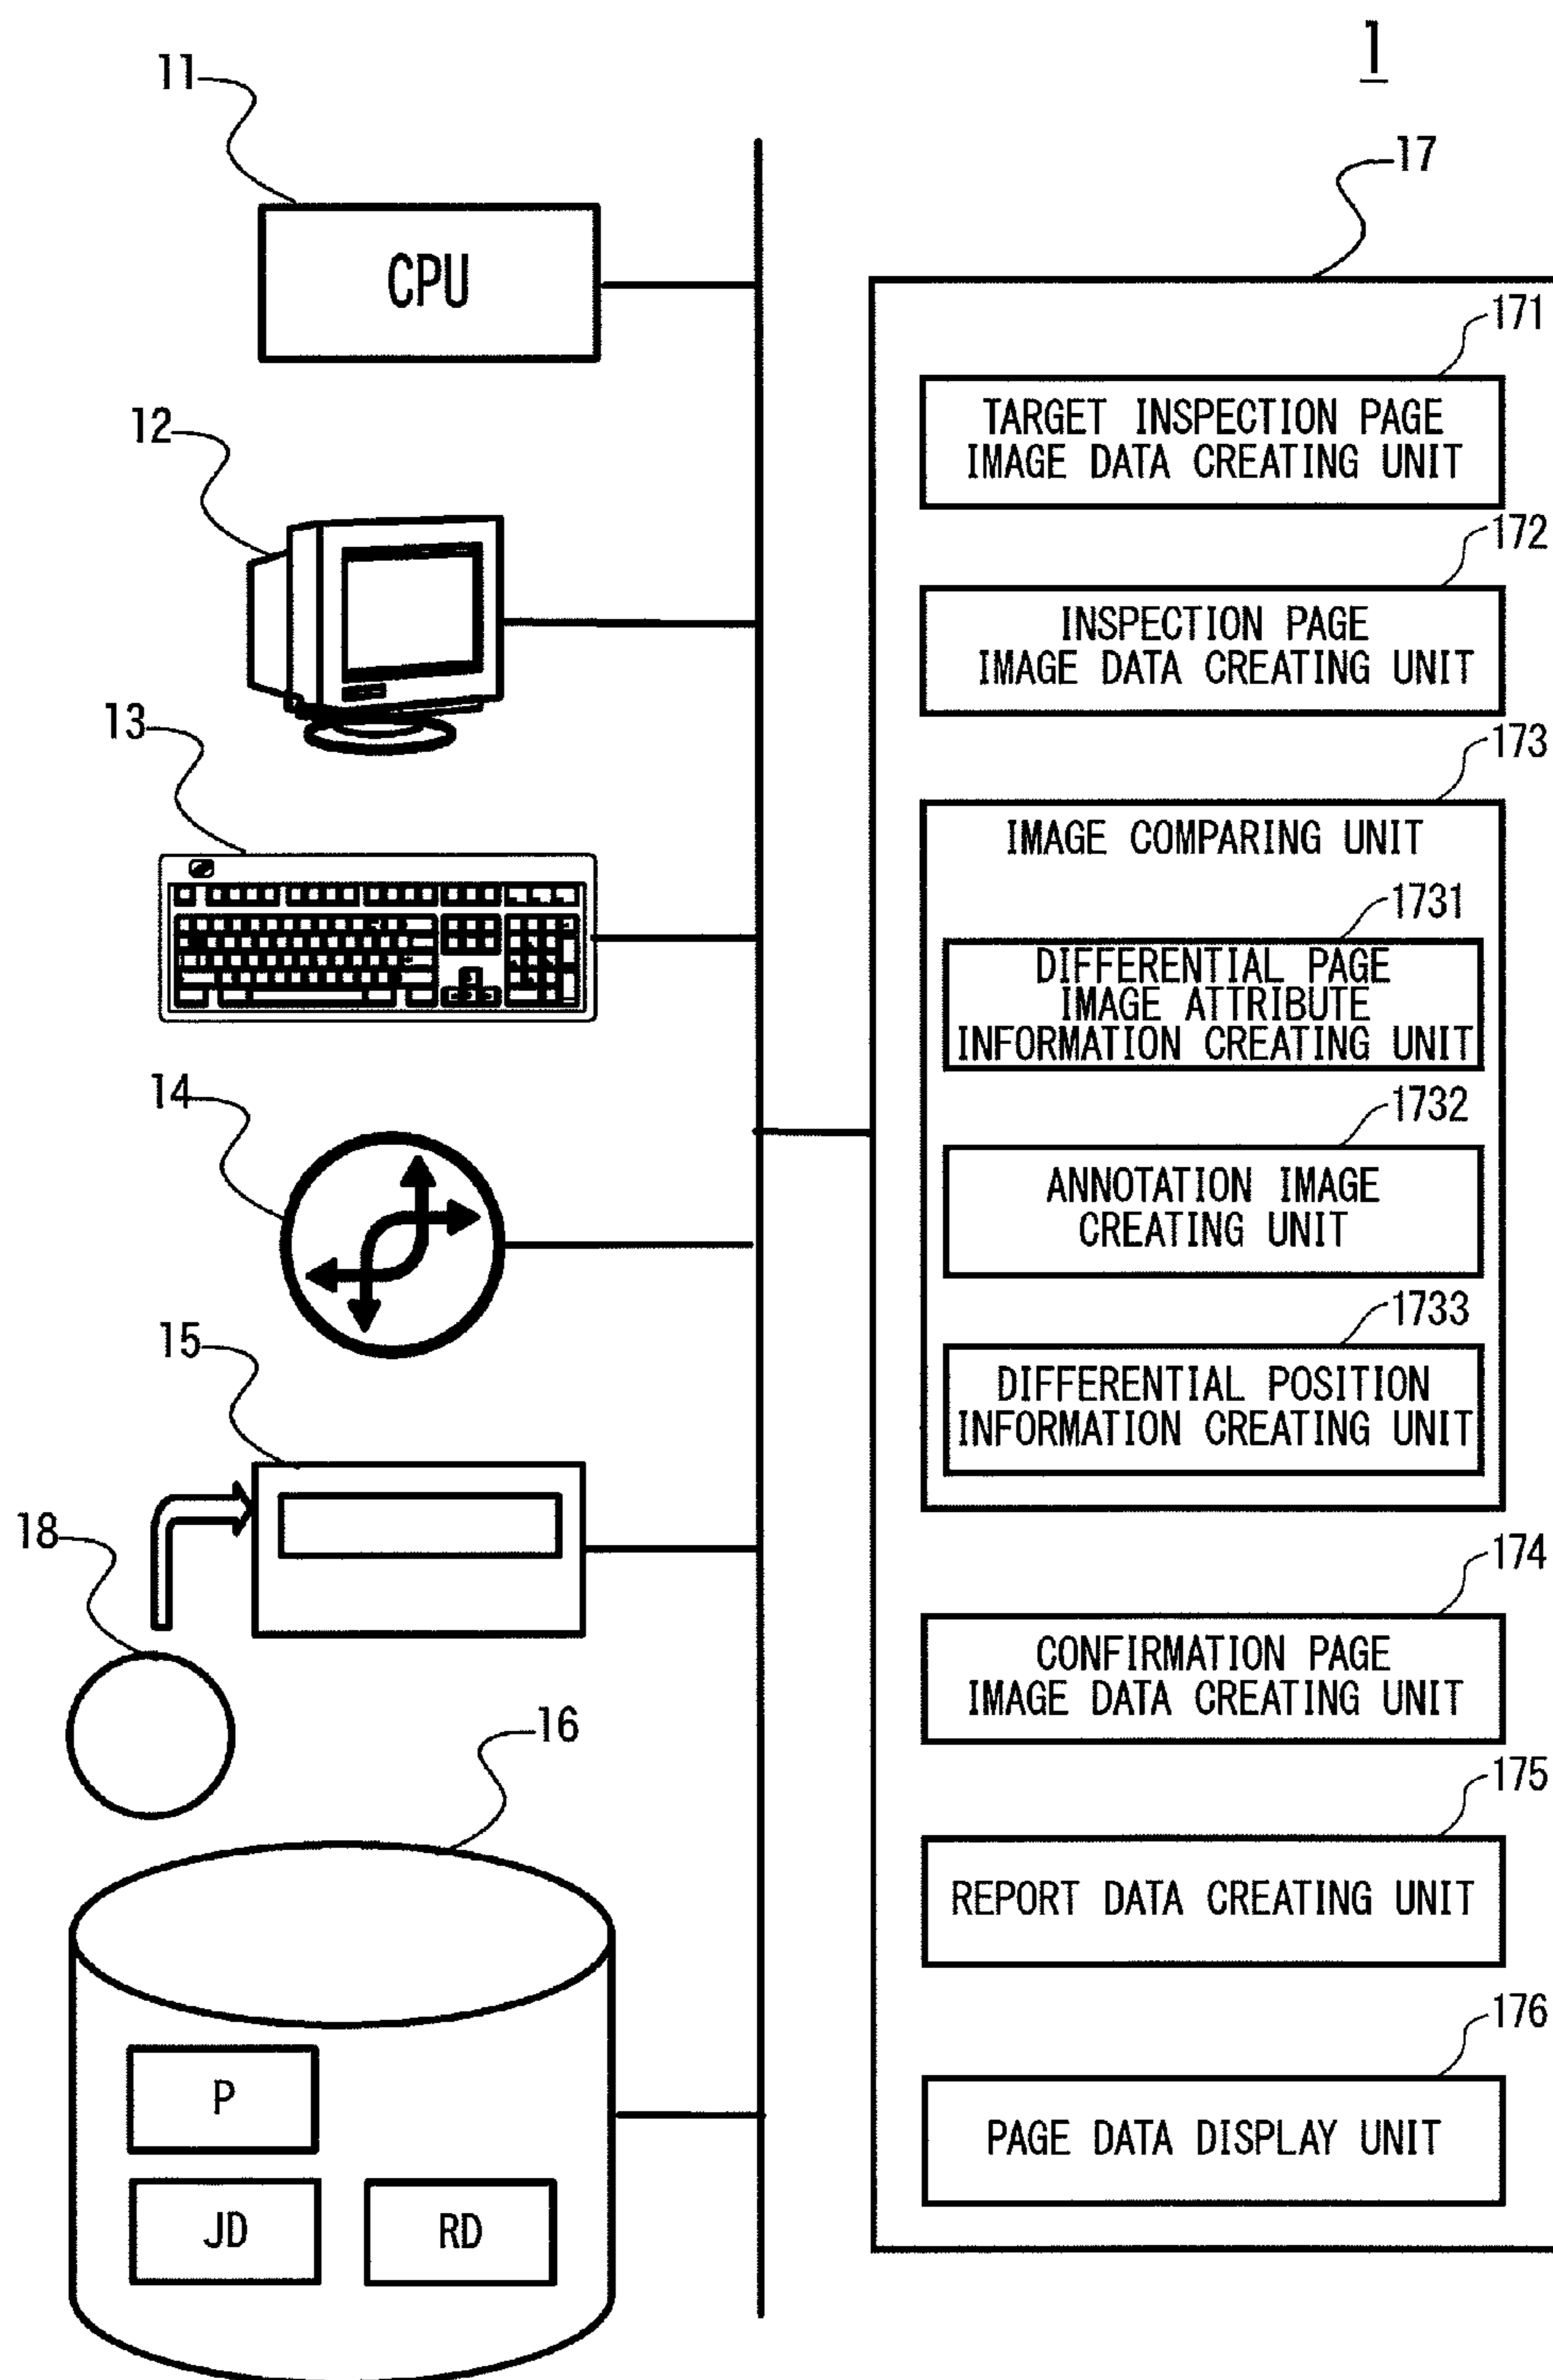 1
11
CPU
12
13
14
15
18
16
P
JD
RD
17
171
TARGET INSPECTION PAGE
IMAGE DATA CREATING UNIT
172
INSPECTION PAGE
IMAGE DATA CREATING UNIT
173
IMAGE COMPARING UNIT
1731
DIFFERENTIAL PAGE
IMAGE ATTRIBUTE
INFORMATION CREATING UNIT
1732
ANNOTATION IMAGE
CREATING UNIT
1733
DIFFERENTIAL POSITION
INFORMATION CREATING UNIT
174
CONFIRMATION PAGE
IMAGE DATA CREATING UNIT
175
REPORT DATA CREATING UNIT
176
PAGE DATA DISPLAY UNIT